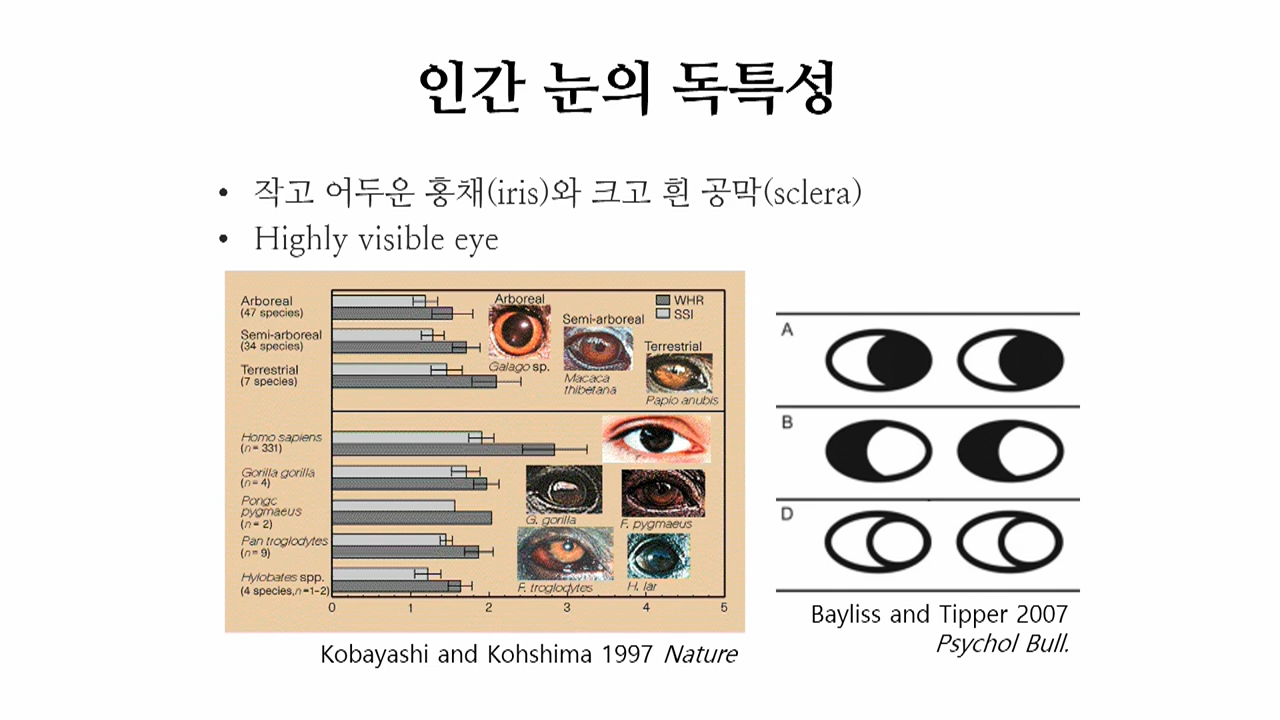 인간 눈의 독특성
• 작고 어두운 홍채(iris)와 크고 흰 공막(sclera)
• Highly visible eye
Arboreal
(47 species)
Semi-arboreal
(34 species)
Terrestrial
(7 species)
Homo sapiens
(n = 331)
Gorilla gorilla
(n = 4)
Pongc
pygmaeus
(n = 2)
Pan troglodytes
(n = 9)
Hylobates spp.
(4 species, n =1–2)
0 1 2 3 4 5
WHR
SSI
Arboreal
Galago sp.
Semi-arboreal
Macaca
thibetana
Terrestrial
Papio anubis
G. gorilla
P. pygmaeus
P. troglodytes
H. lar
Kobayashi and Kohshima 1997 Nature
A
B
D
Bayliss and Tipper 2007
Psychol Bull.